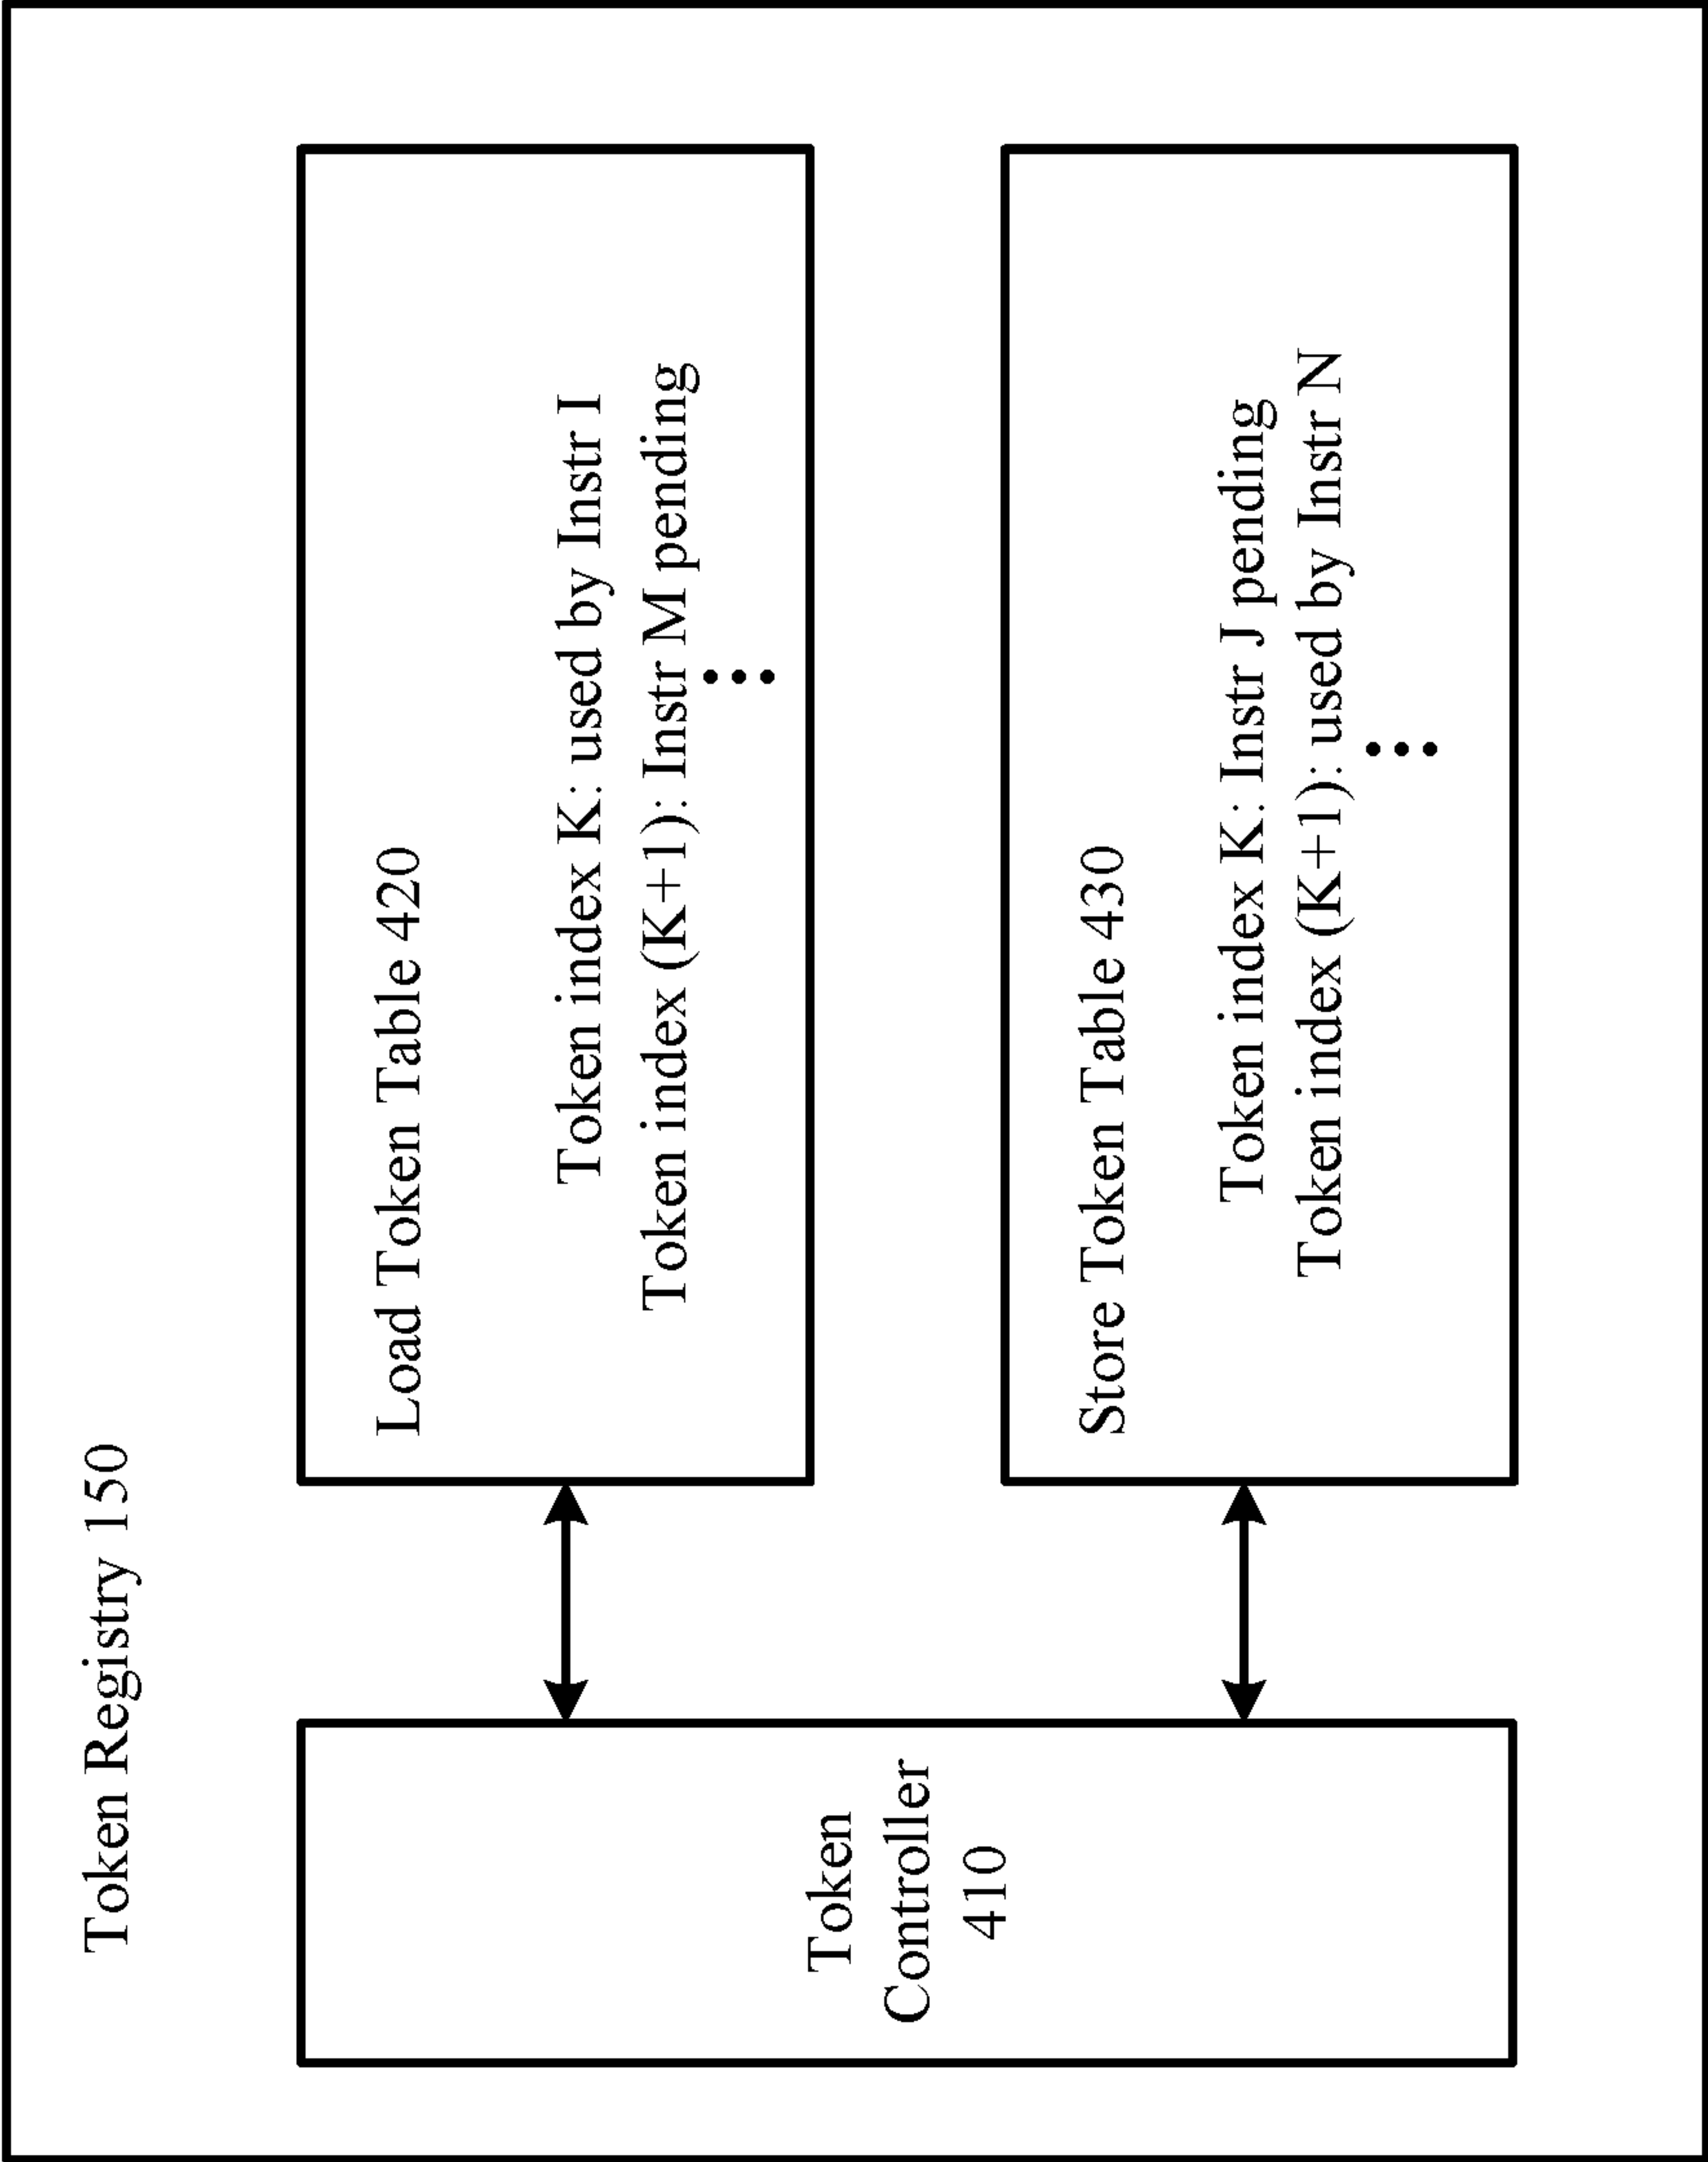 Token Registry 150
Token
Controller
410
Load Token Table 420
Token index K: used by Instr I
Token index (K+1): Instr M pending
Store Token Table 430
Token index K: Instr J pending
Token index (K+1): used by Instr N